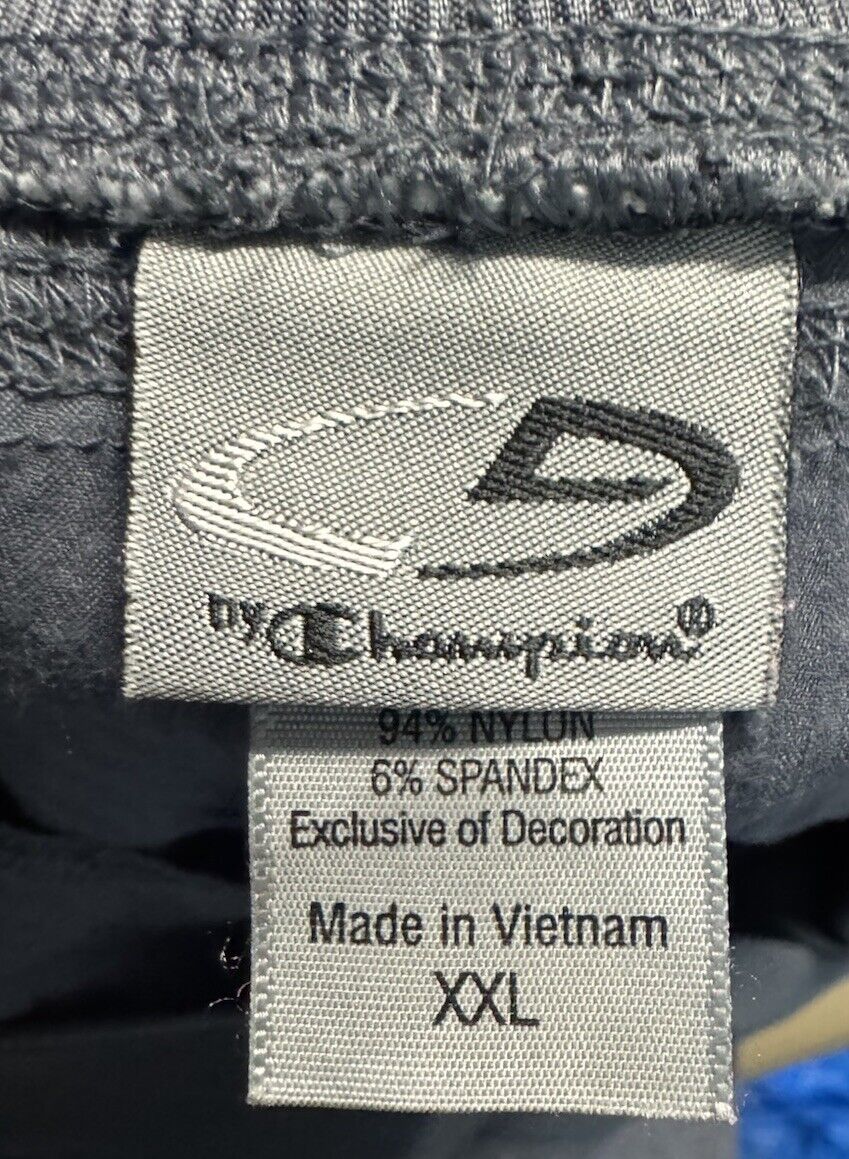 by Champion®
94% NYLON
6% SPANDEX
Exclusive of Decoration
Made in Vietnam
XXL